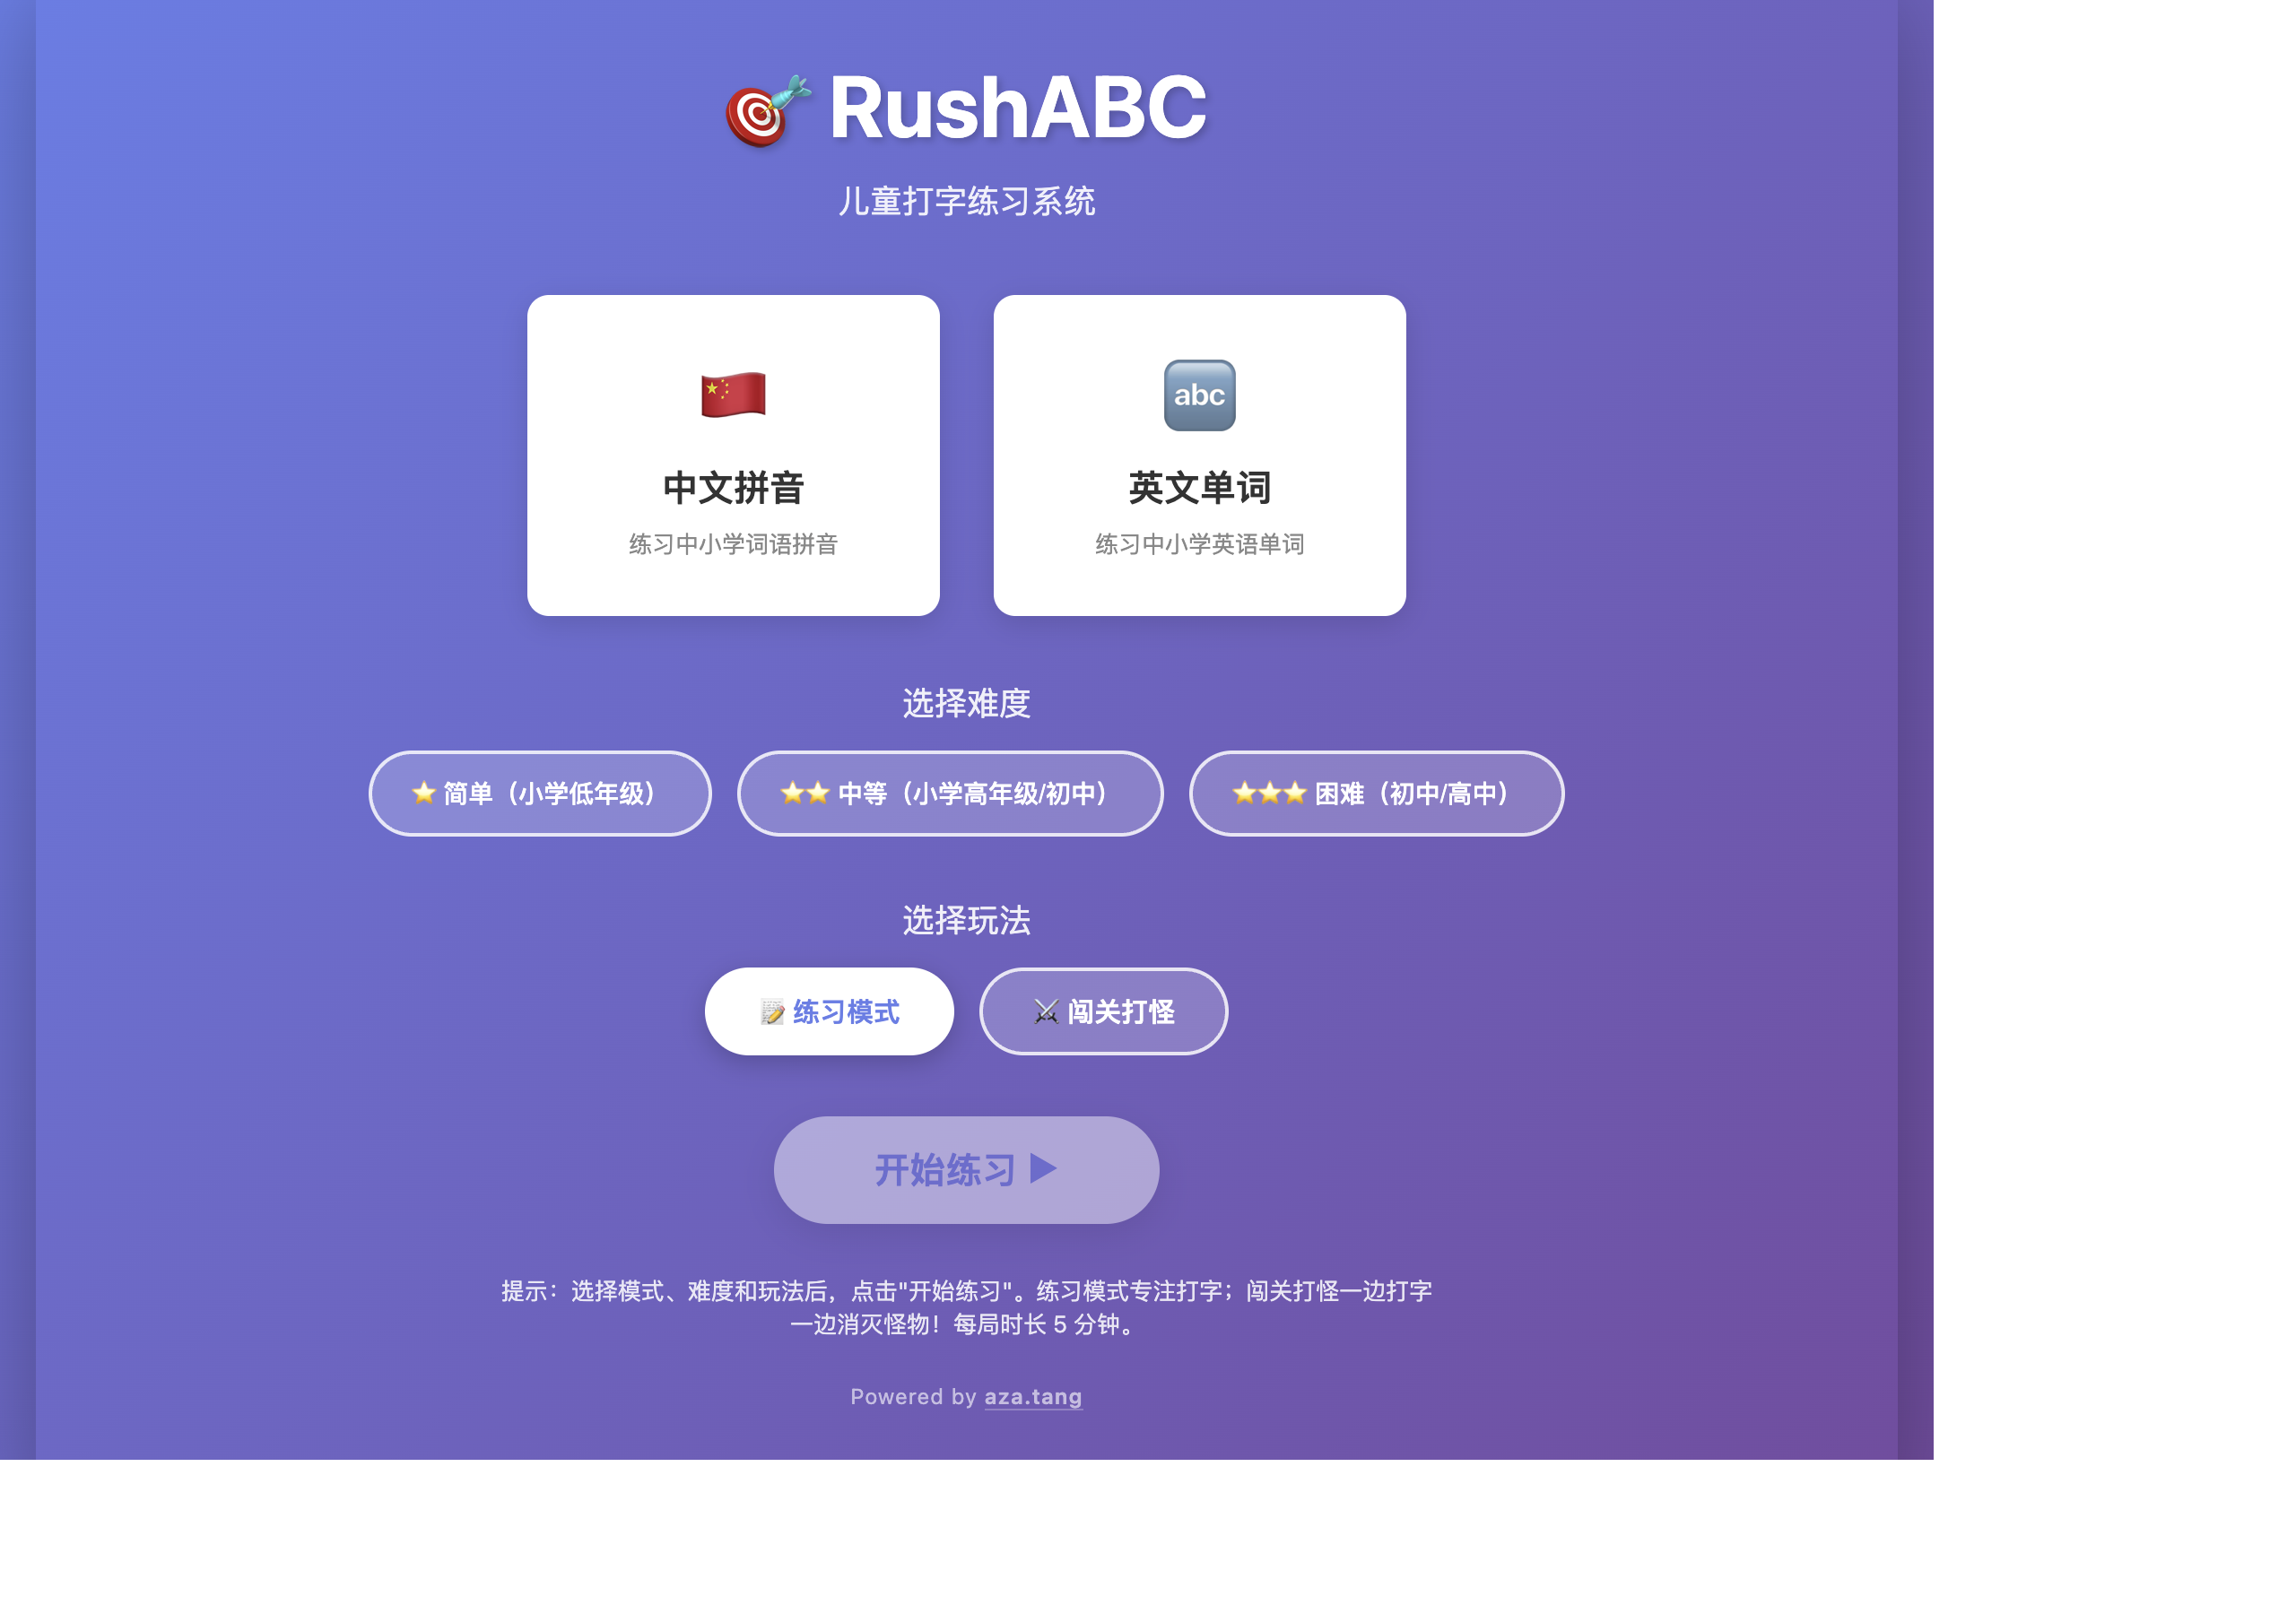 RushABC
儿童打字练习系统
中文拼音
练习中小学词语拼音
abc
英文单词
练习中小学英语单词
选择难度
简单（小学低年级）
中等（小学高年级/初中）
困难（初中/高中）
选择玩法
练习模式
闯关打怪
开始练习 ▶
提示：选择模式、难度和玩法后，点击"开始练习"。练习模式专注打字；闯关打怪一边打字
一边消灭怪物！每局时长 5 分钟。
Powered by aza.tang